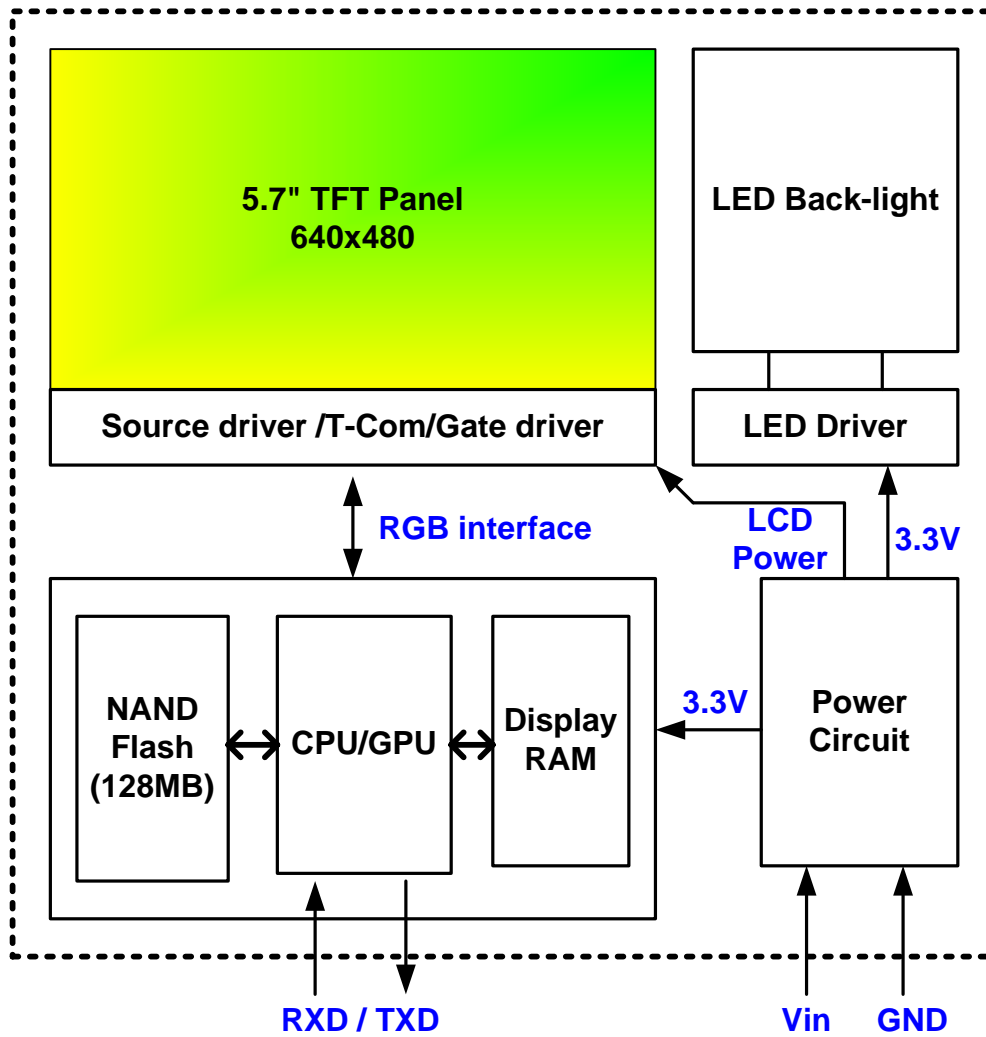 5.7" TFT Panel
640x480
LED Back-light
Source driver /T-Com/Gate driver
LED Driver
RGB interface
LCD
Power
3.3V
NAND
Flash
(128MB)
CPU/GPU
Display
RAM
3.3V
Power
Circuit
RXD / TXD
Vin
GND